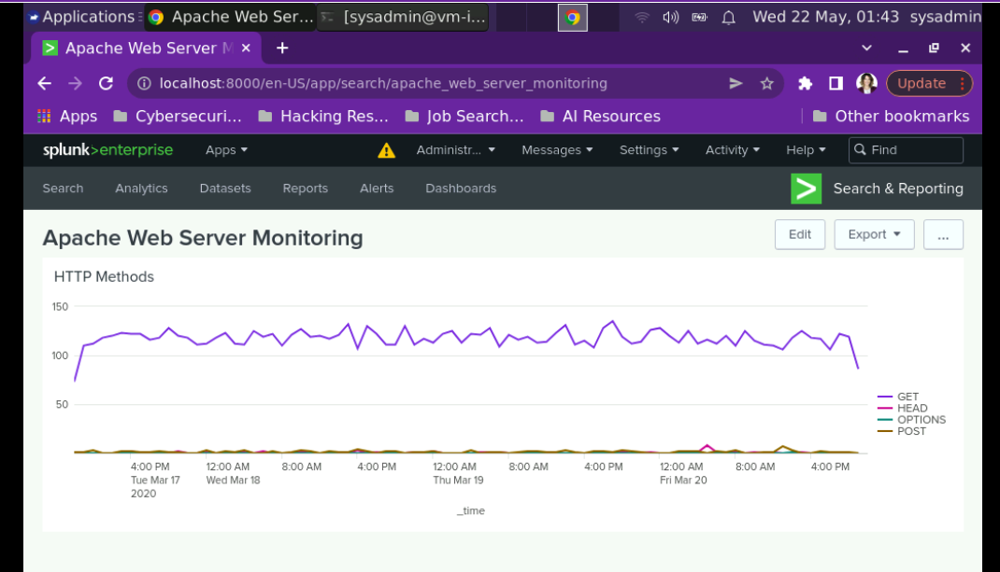 Applications
Apache Web Ser...
[sysadmin@vm-i...
Wed 22 May, 01:43
sysadmin
Apache Web Server M
localhost:8000/en-US/app/search/apache_web_server_monitoring
Update
Apps
Cybersecuri...
Hacking Res...
Job Search...
AI Resources
Other bookmarks
splunk>enterprise
Apps
Administr...
Messages
Settings
Activity
Help
Find
Search
Analytics
Datasets
Reports
Alerts
Dashboards
Search & Reporting
Apache Web Server Monitoring
Edit
Export
...
HTTP Methods
150
100
50
GET
HEAD
OPTIONS
POST
4:00 PM
Tue Mar 17
2020
12:00 AM
Wed Mar 18
8:00 AM
4:00 PM
12:00 AM
Thu Mar 19
8:00 AM
4:00 PM
12:00 AM
Fri Mar 20
8:00 AM
4:00 PM
_time